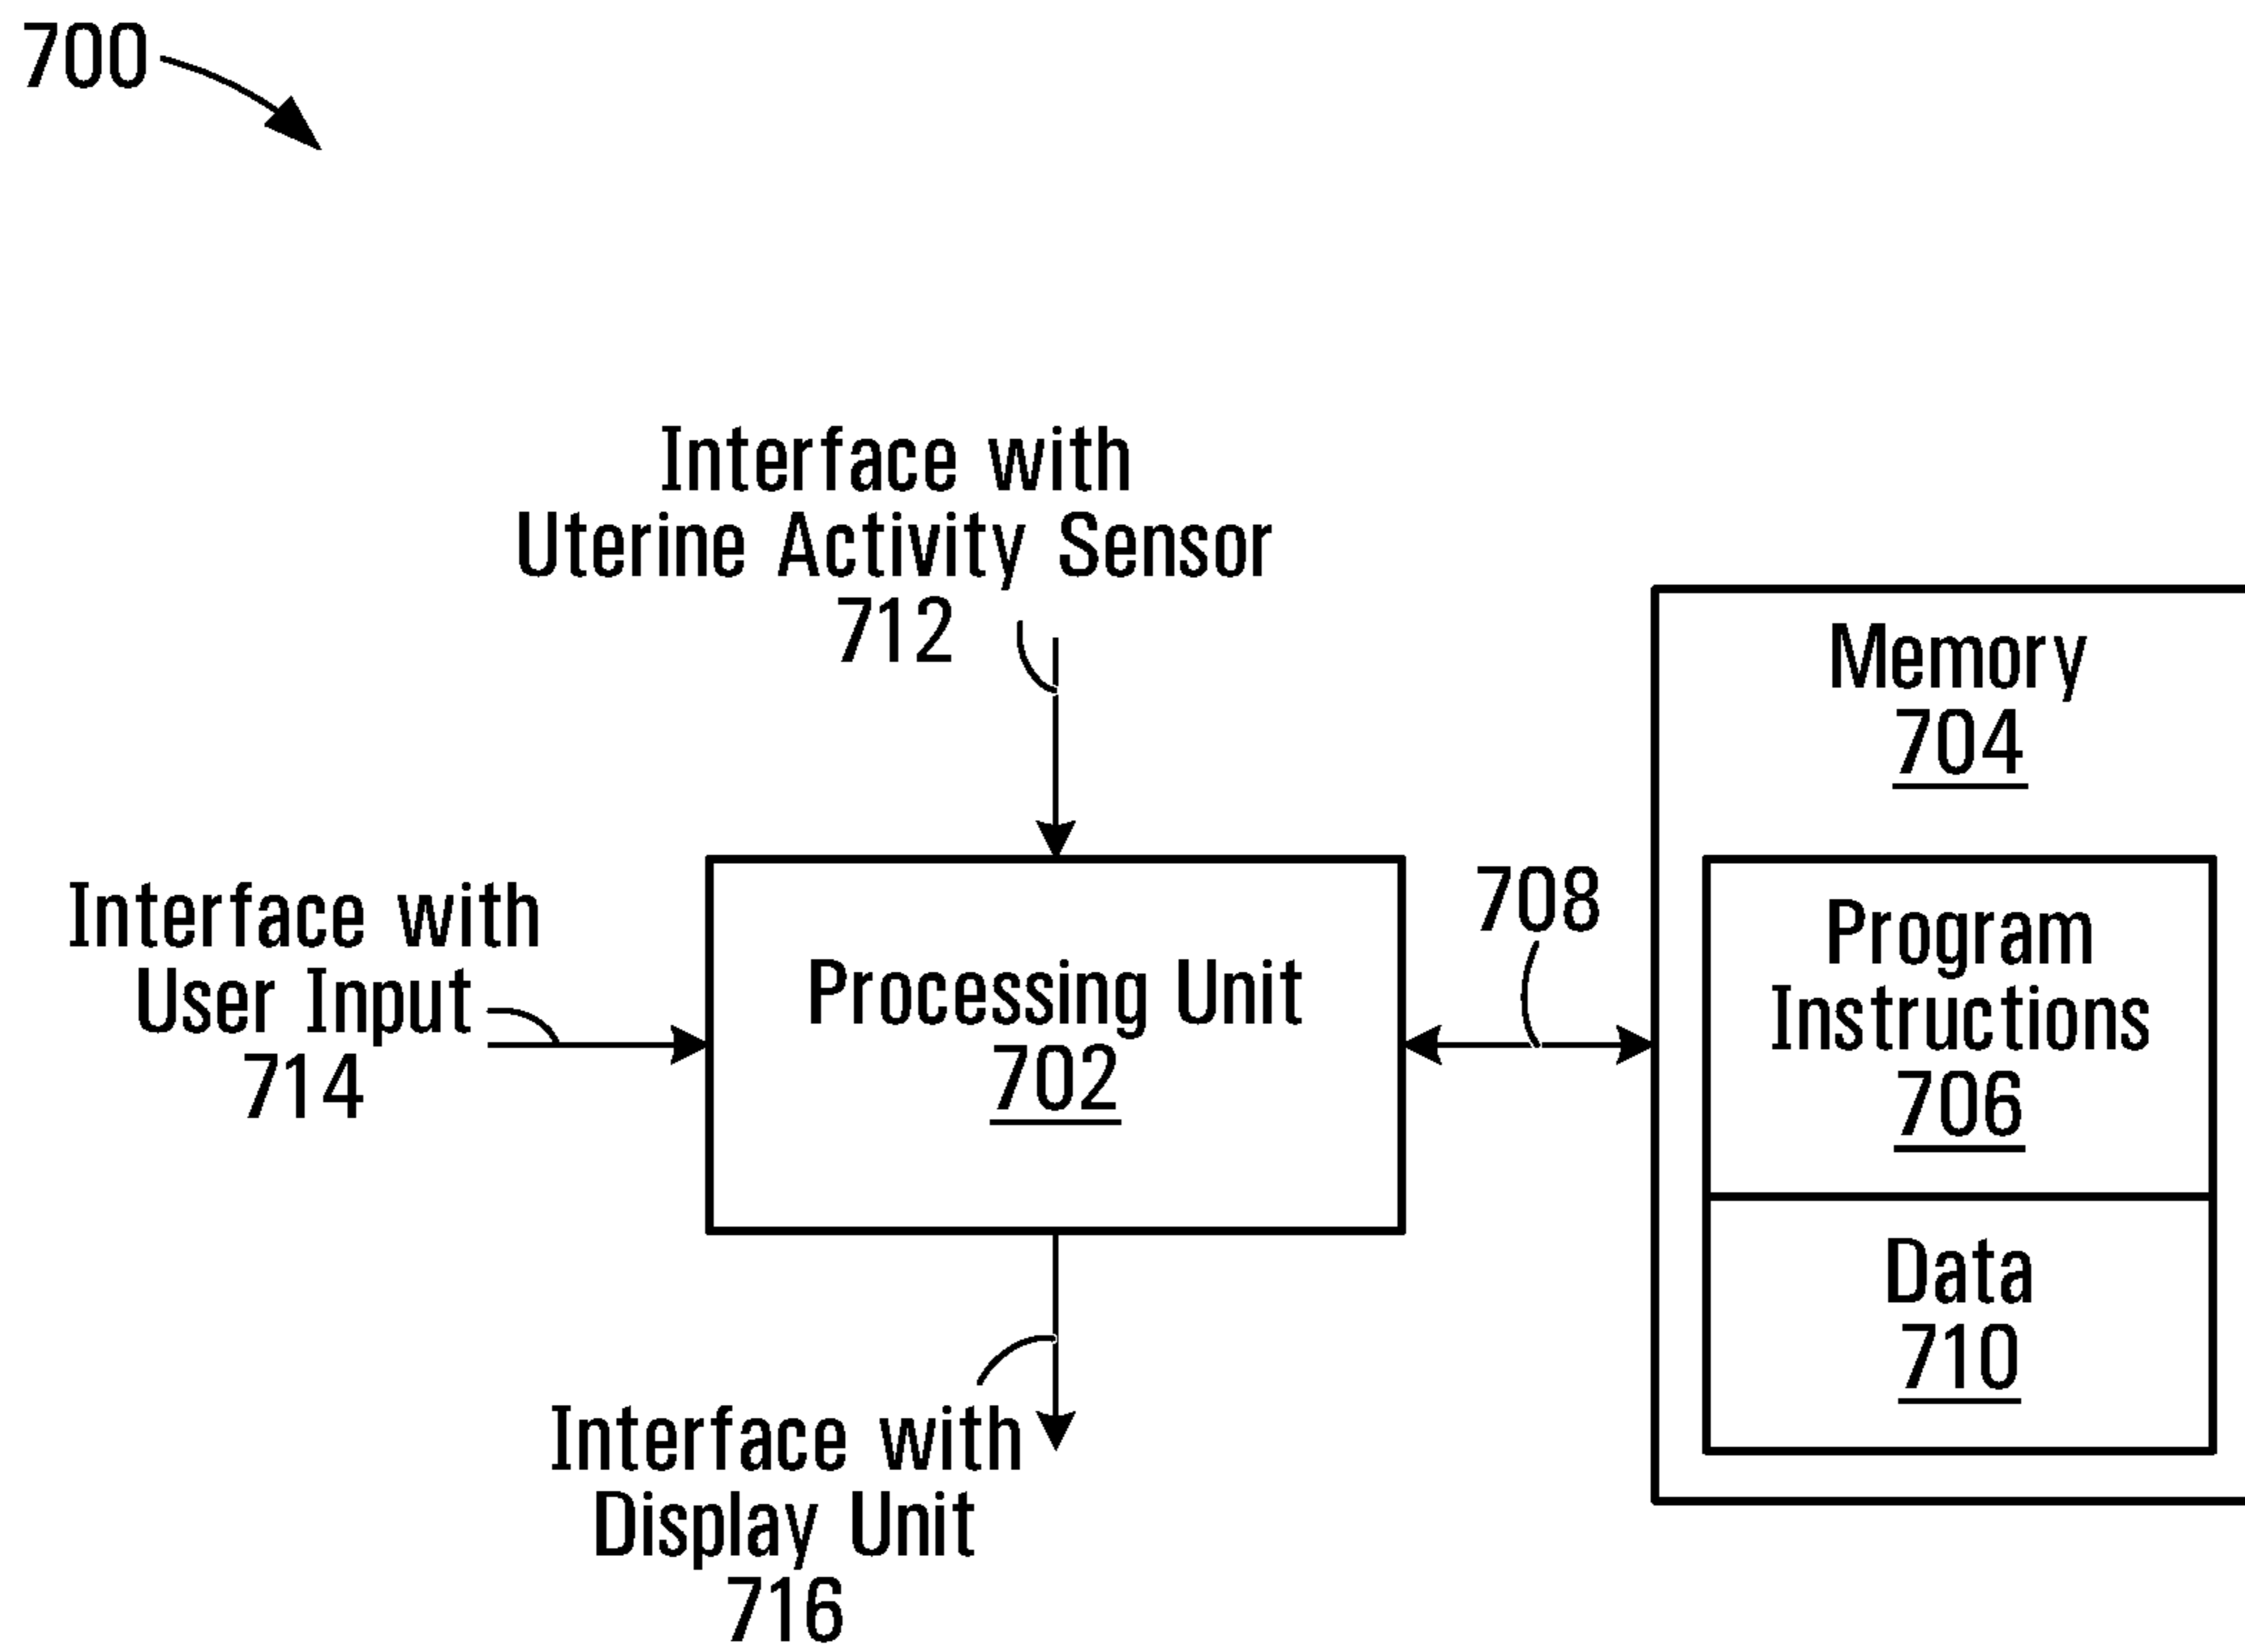 700
Interface with
Uterine Activity Sensor
712
Memory
704
Interface with
User Input
714
Processing Unit
702
708
Program
Instructions
706
Data
710
Interface with
Display Unit
716